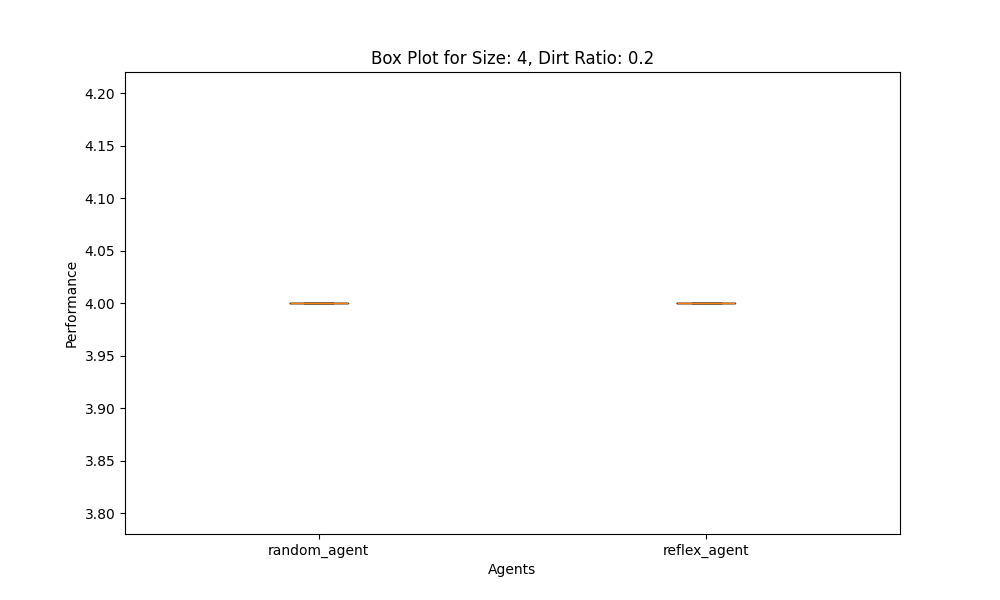 Box Plot for Size: 4, Dirt Ratio: 0.2
4.20
4.15
4.10
4.05
4.00
3.95
3.90
3.85
3.80
Performance
random_agent
reflex_agent
Agents